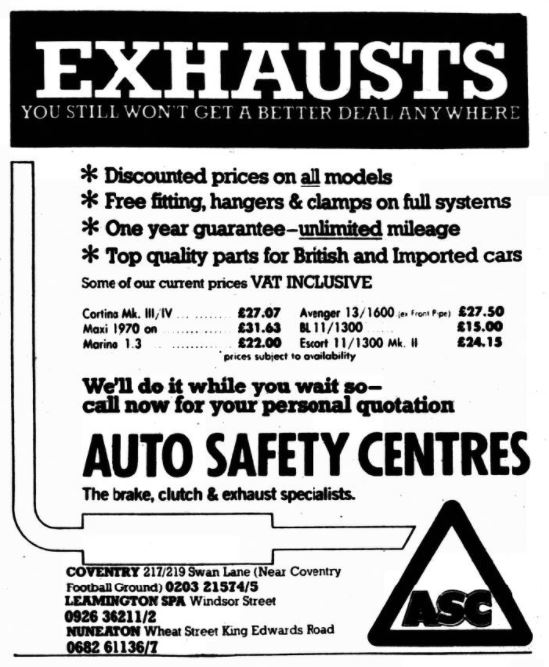 EXHAUSTS
YOU STILL WON'T GET A BETTER DEAL ANYWHERE
* Discounted prices on all models
* Free fitting, hangers & clamps on full systems
* One year guarantee–unlimited mileage
* Top quality parts for British and Imported cars
Some of our current prices VAT INCLUSIVE
Cortina Mk. III/IV .......... £27.07 Avenger 13/1600 (ex Front Pipe) £27.50
Maxi 1970 on .............. £31.63 BL 11/1300 ...... £15.00
Marina 1.3 ............... £22.00 Escort 11/1300 Mk. II £24.15
*prices subject to availability
We'll do it while you wait so–
call now for your personal quotation
AUTO SAFETY CENTRES
The brake, clutch & exhaust specialists.
COVENTRY 217/219 Swan Lane (Near Coventry
Football Ground) 0203 21574/5
LEAMINGTON SPA Windsor Street
0926 36211/2
NUNEATON Wheat Street King Edwards Road
0682 61136/7
ASC